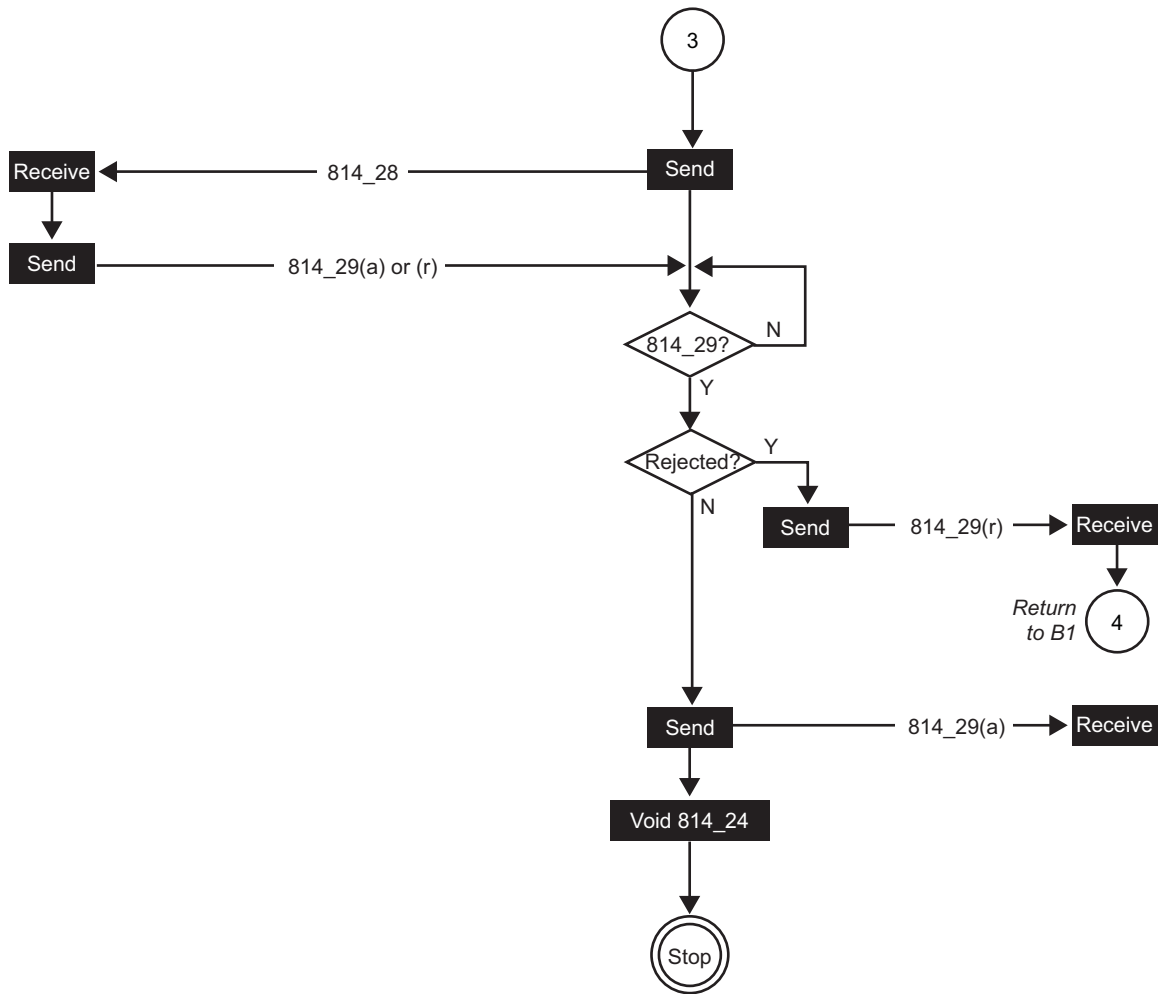 3
Receive
814_28
Send
Send
814_29(a) or (r)
814_29?
N
Y
Rejected?
Y
N
Send
814_29(r)
Receive
Return
to B1
4
Send
814_29(a)
Receive
Void 814_24
Stop